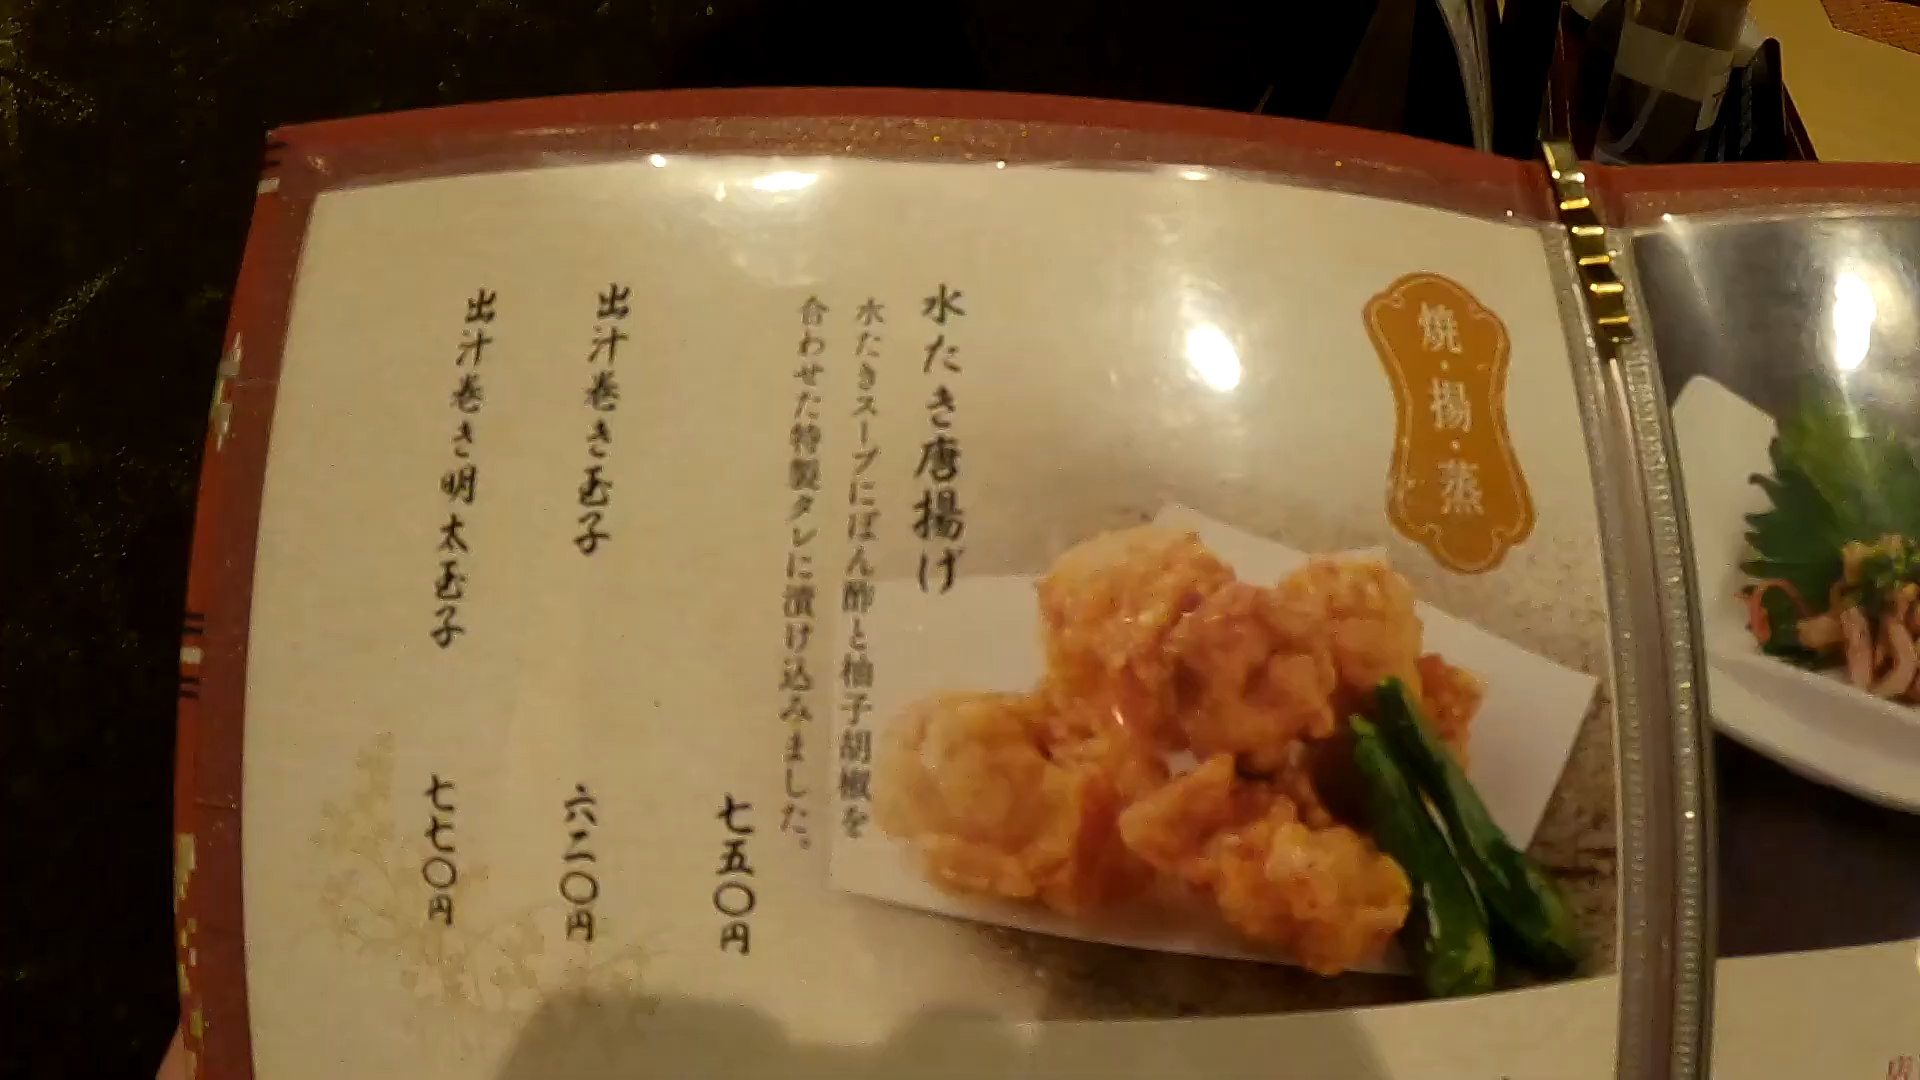 焼・揚・蒸
水たき唐揚げ
水たきスープにぽん酢と柚子胡椒を
合わせた特製タレに漬け込みました。
七五〇円
出汁巻き玉子
六二〇円
出汁巻き明太玉子
七七〇円